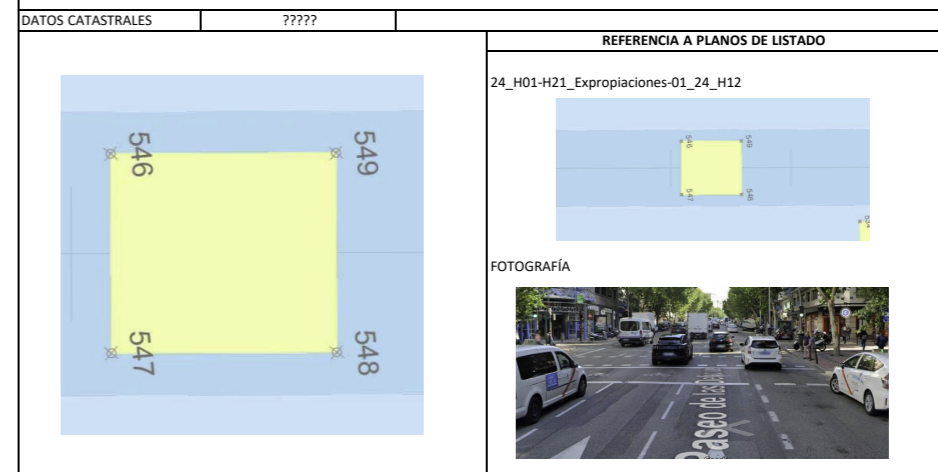 DATOS CATASTRALES ?????
REFERENCIA A PLANOS DE LISTADO
24_H01-H21_Expropiaciones-01_24_H12
546
549
547
548
546
549
547
548
FOTOGRAFÍA
Paseo de las